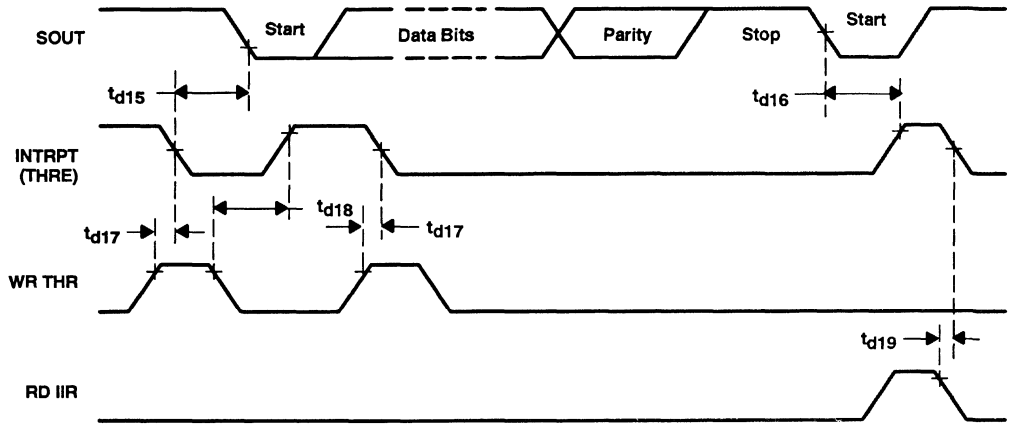 SOUT
Start
Data Bits
Parity
Stop
Start
td15
td16
INTRPT
(THRE)
td17
td18
td17
WR THR
td19
RD IIR